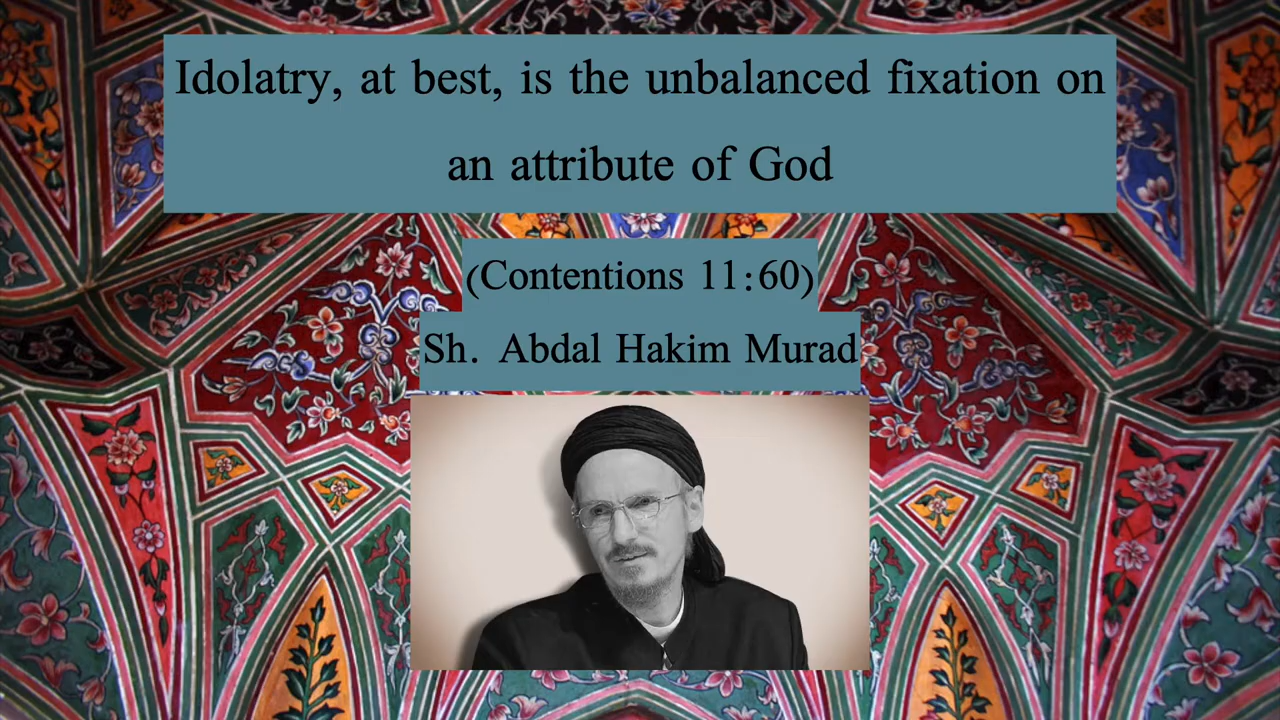 Idolatry, at best, is the unbalanced fixation on
an attribute of God
(Contentions 11:60)
Sh. Abdal Hakim Murad